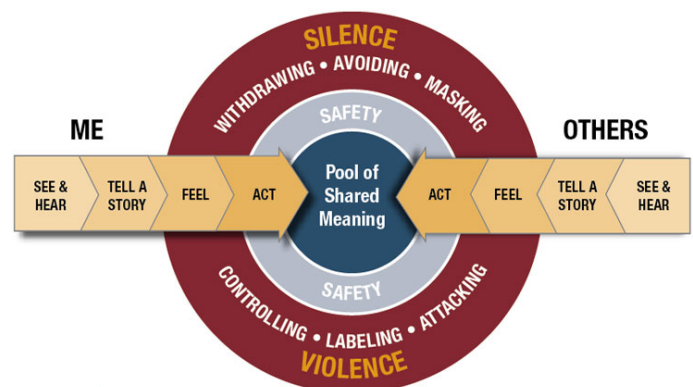 SILENCE
WITHDRAWING • AVOIDING • MASKING
SAFETY
ME
OTHERS
SEE &
HEAR
TELL A
STORY
FEEL
ACT
Pool of
Shared
Meaning
ACT
FEEL
TELL A
STORY
SEE &
HEAR
SAFETY
CONTROLLING • LABELING • ATTACKING
VIOLENCE